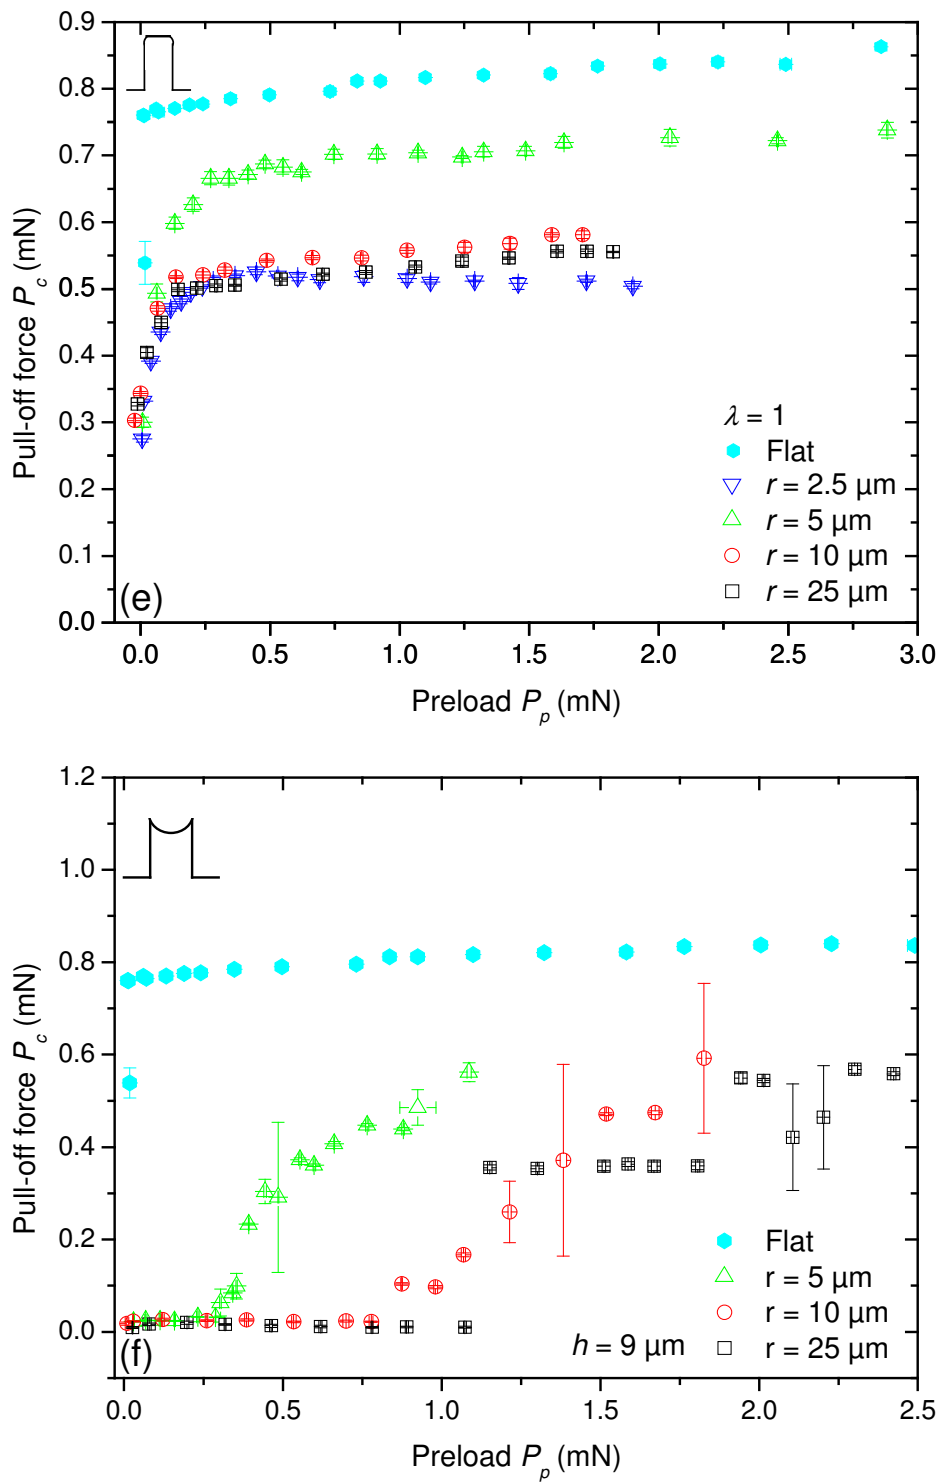 0.9
0.8
0.7
0.6
0.5
0.4
0.3
0.2
0.1
0.0
Pull-off force P_c (mN)
λ = 1
Flat
r = 2.5 μm
r = 5 μm
r = 10 μm
r = 25 μm
(e)
0.0 0.5 1.0 1.5 2.0 2.5 3.0
Preload P_p (mN)
1.2
1.0
0.8
0.6
0.4
0.2
0.0
Pull-off force P_c (mN)
Flat
r = 5 μm
r = 10 μm
h = 9 μm r = 25 μm
(f)
0.0 0.5 1.0 1.5 2.0 2.5
Preload P_p (mN)